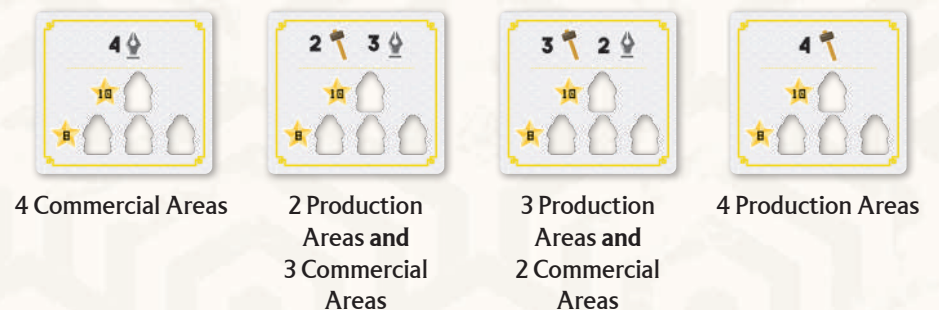 4
2 3
3 2
4
10
10
10
10
8
8
8
8
4 Commercial Areas
2 Production
Areas and
3 Commercial
Areas
3 Production
Areas and
2 Commercial
Areas
4 Production Areas